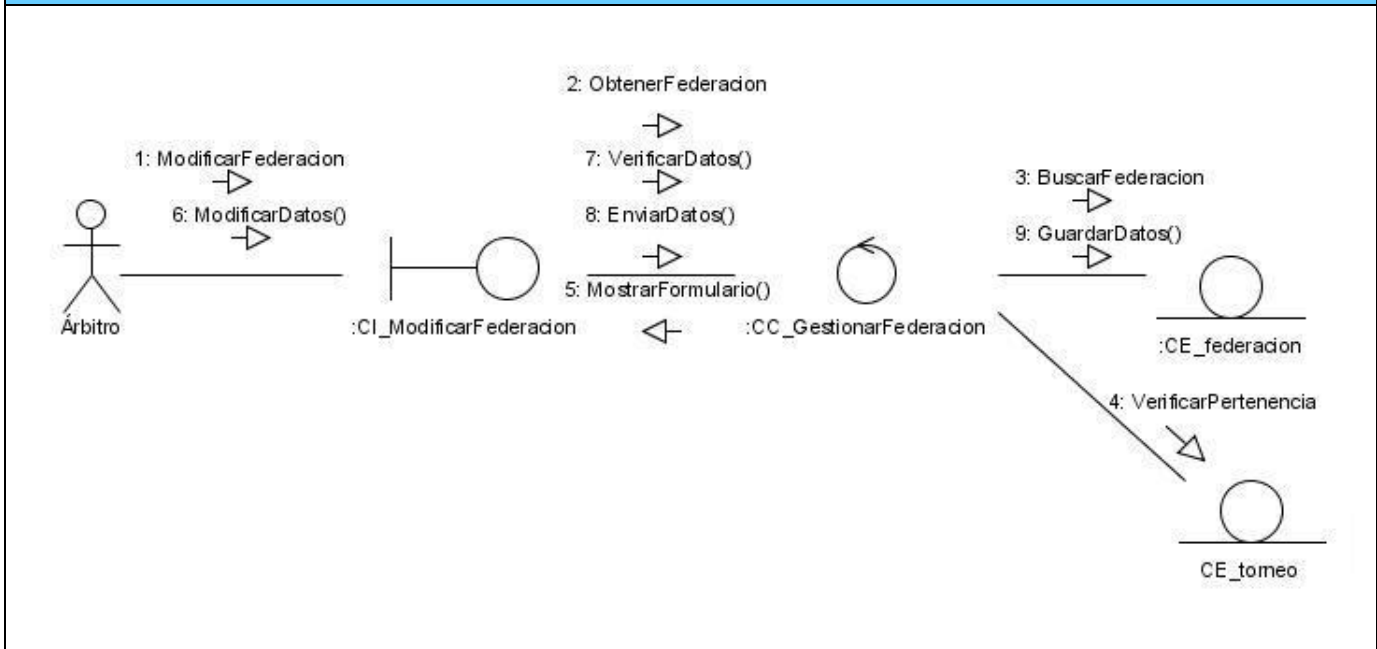 2: ObtenerFederacion
1: ModificarFederacion
7: VerificarDatos()
3: BuscarFederacion
6: ModificarDatos()
8: EnviarDatos()
9: GuardarDatos()
5: MostrarFormulario()
Árbitro
:CI_ModificarFederacion
:CC_GestionarFederacion
:CE_federacion
4: VerificarPertenencia
CE_torneo